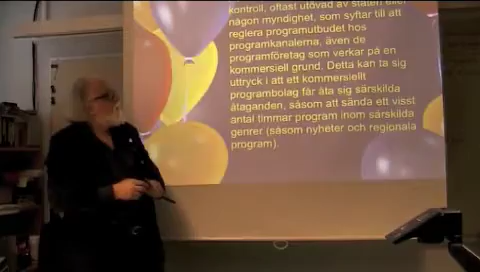 kontroll, oftast utövad av staten eller
någon myndighet, som syftar till att
reglera programutbudet hos
programkanalerna, även de
programföretag som verkar på en
kommersiell grund. Detta kan ta sig
uttryck i att ett kommersiellt
programbolag får åta sig särskilda
åtaganden, såsom att sända ett visst
antal timmar program inom särskilda
genrer (såsom nyheter och regionala
program).